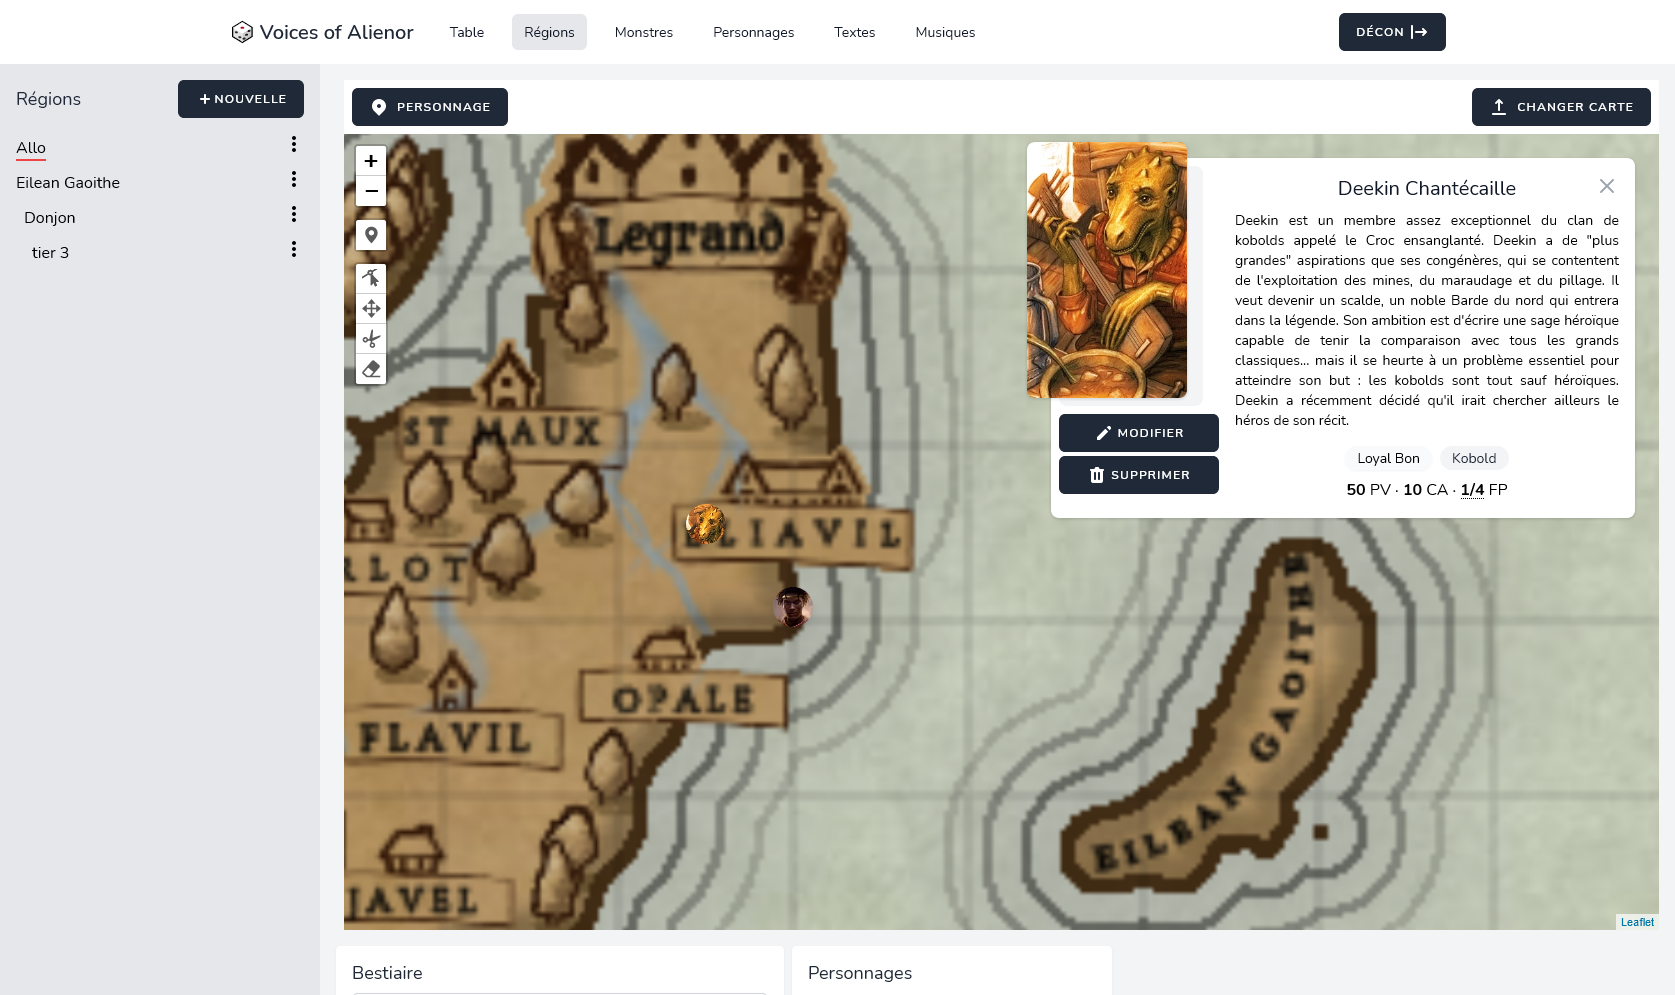 Voices of Alienor
Table
Régions
Monstres
Personnages
Textes
Musiques
DÉCON
Régions
+ NOUVELLE
Allo
Eilean Gaoithe
Donjon
tier 3
PERSONNAGE
CHANGER CARTE
+
−
Legrand
ST MAUX
ELIAVIL
OPALE
FLAVIL
JAVEL
EILEAN GAOITHE
Deekin Chantécaille
Deekin est un membre assez exceptionnel du clan de
kobolds appelé le Croc ensanglanté. Deekin a de "plus
grandes" aspirations que ses congénères, qui se contentent
de l'exploitation des mines, du maraudage et du pillage. Il
veut devenir un scalde, un noble Barde du nord qui entrera
dans la légende. Son ambition est d'écrire une sage héroïque
capable de tenir la comparaison avec tous les grands
classiques... mais il se heurte à un problème essentiel pour
atteindre son but : les kobolds sont tout sauf héroïques.
Deekin a récemment décidé qu'il irait chercher ailleurs le
héros de son récit.
MODIFIER
SUPPRIMER
Loyal Bon
Kobold
50 PV · 10 CA · 1/4 FP
Leaflet
Bestiaire
Personnages